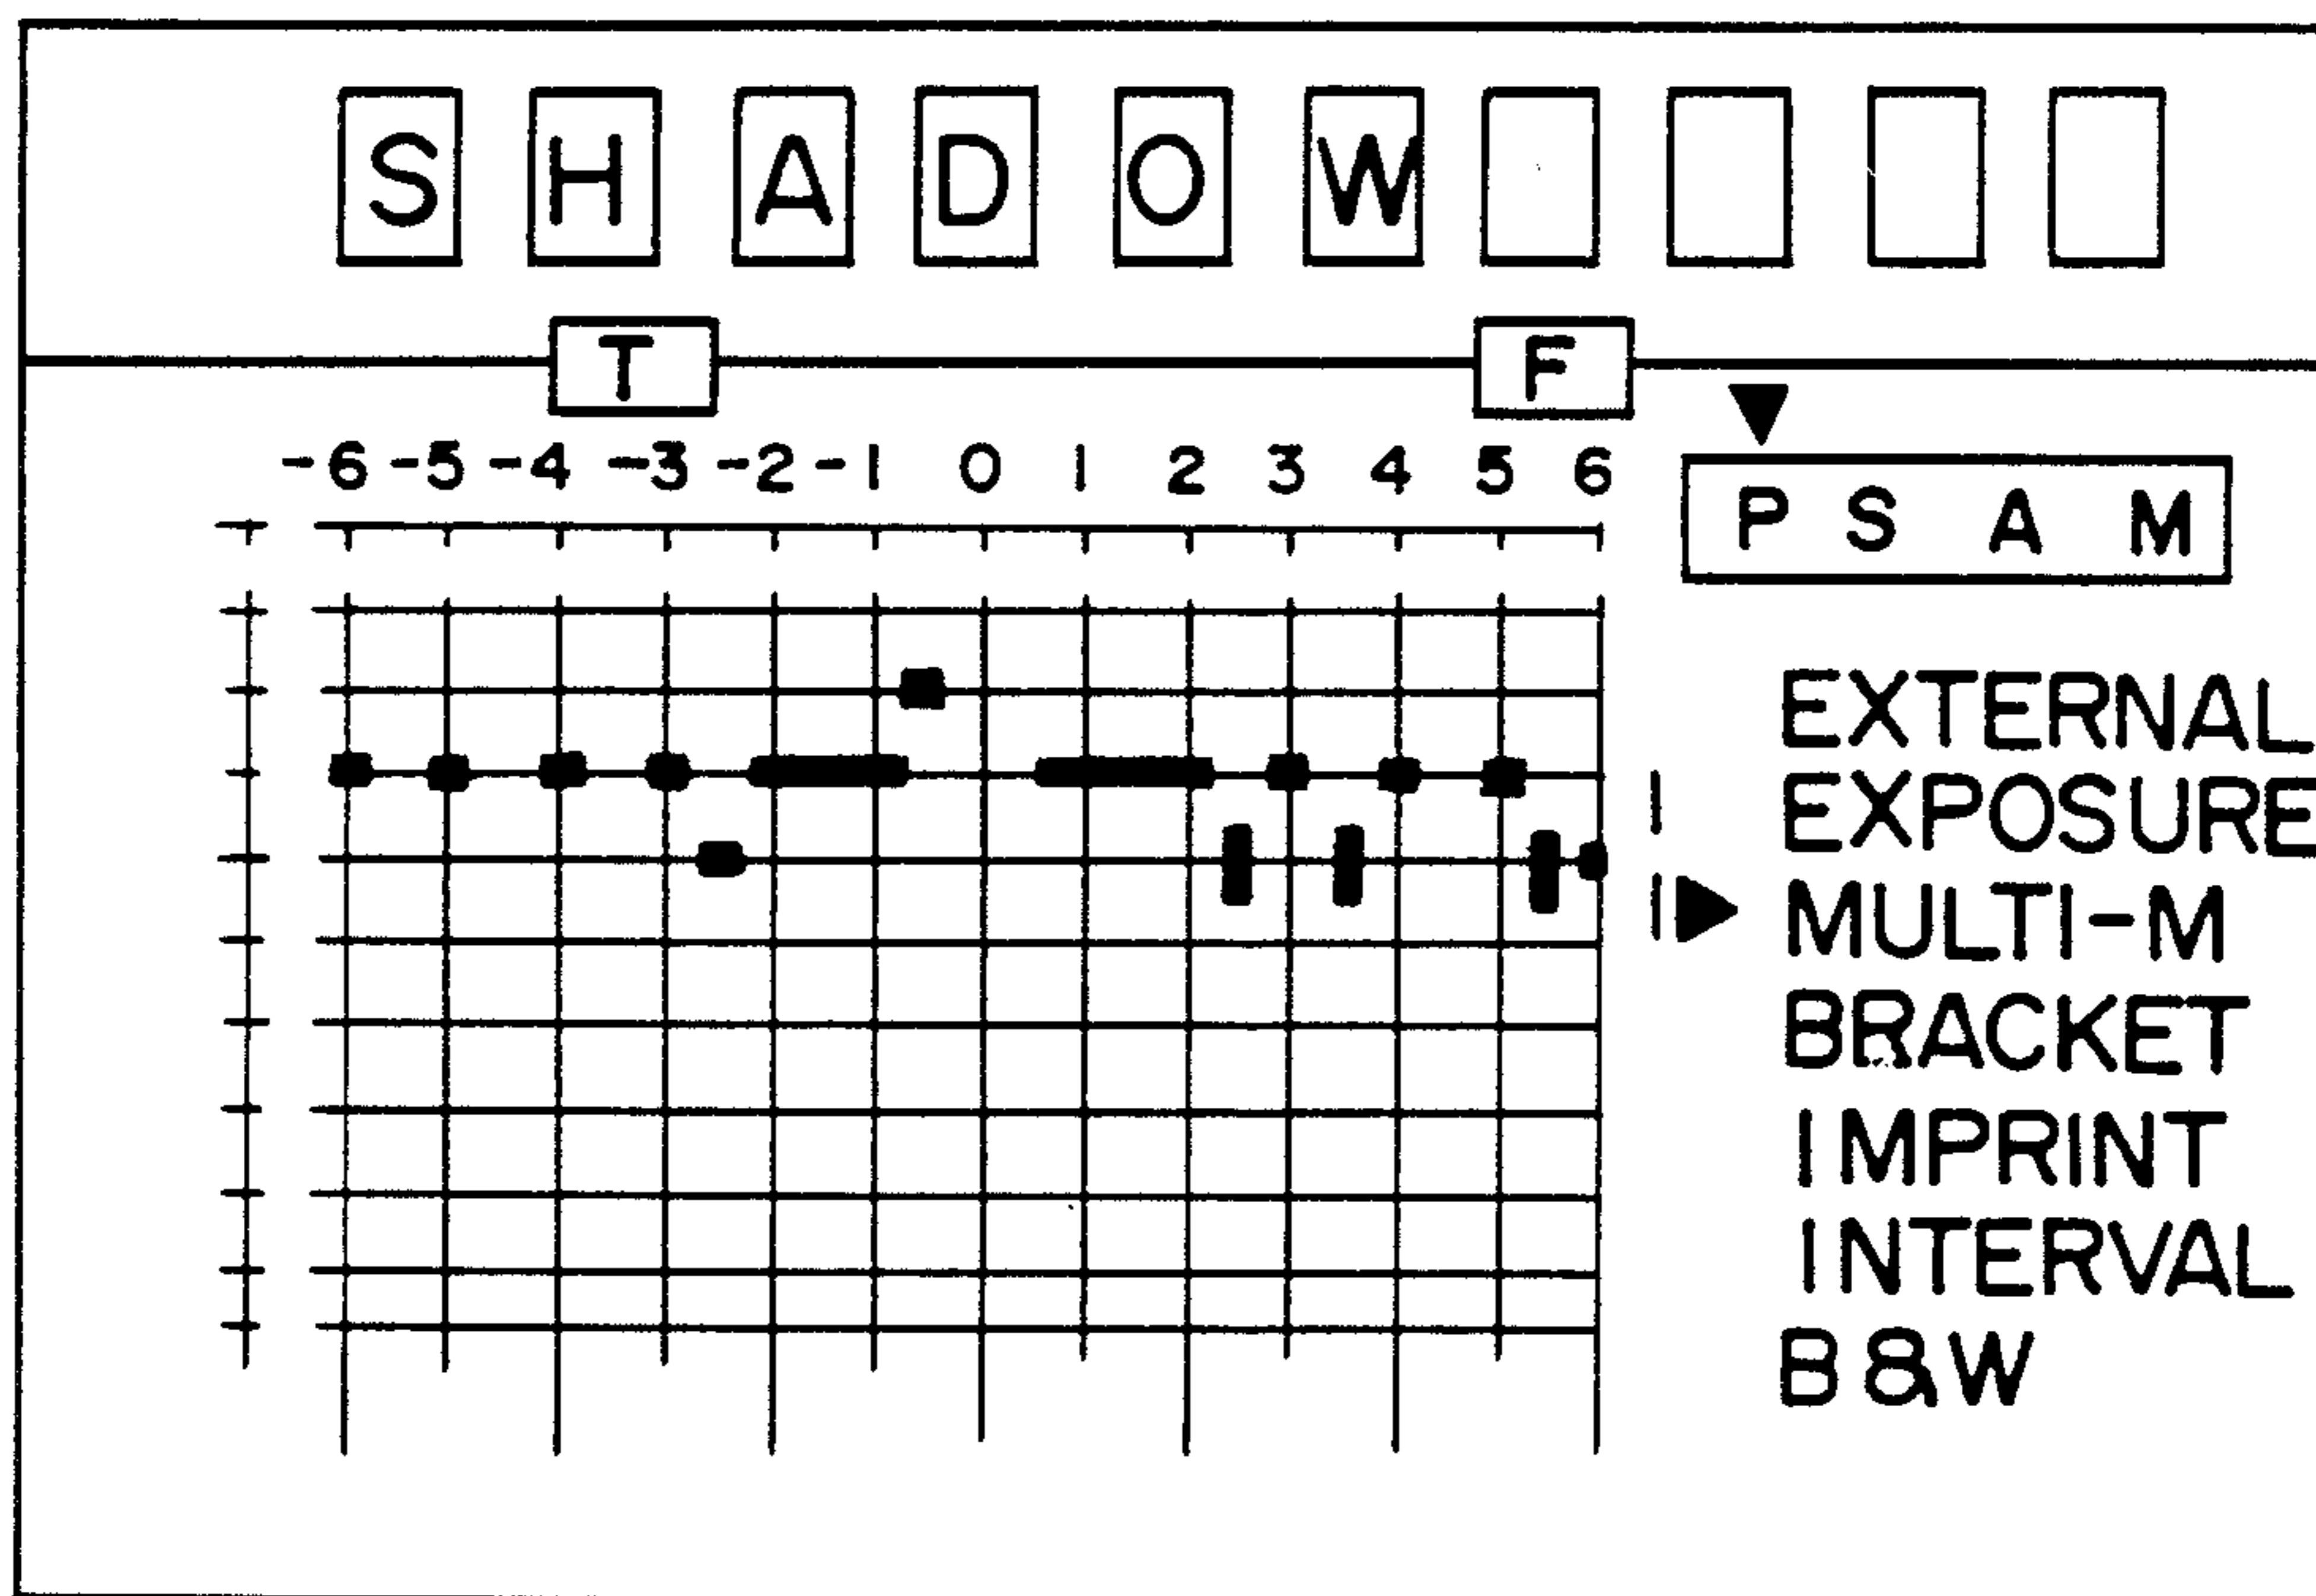 SHADOW
T F
-6 -5 -4 -3 -2 -1 0 1 2 3 4 5 6
P S A M
EXTERNAL
EXPOSURE
MULTI-M
BRACKET
IMPRINT
INTERVAL
B&W